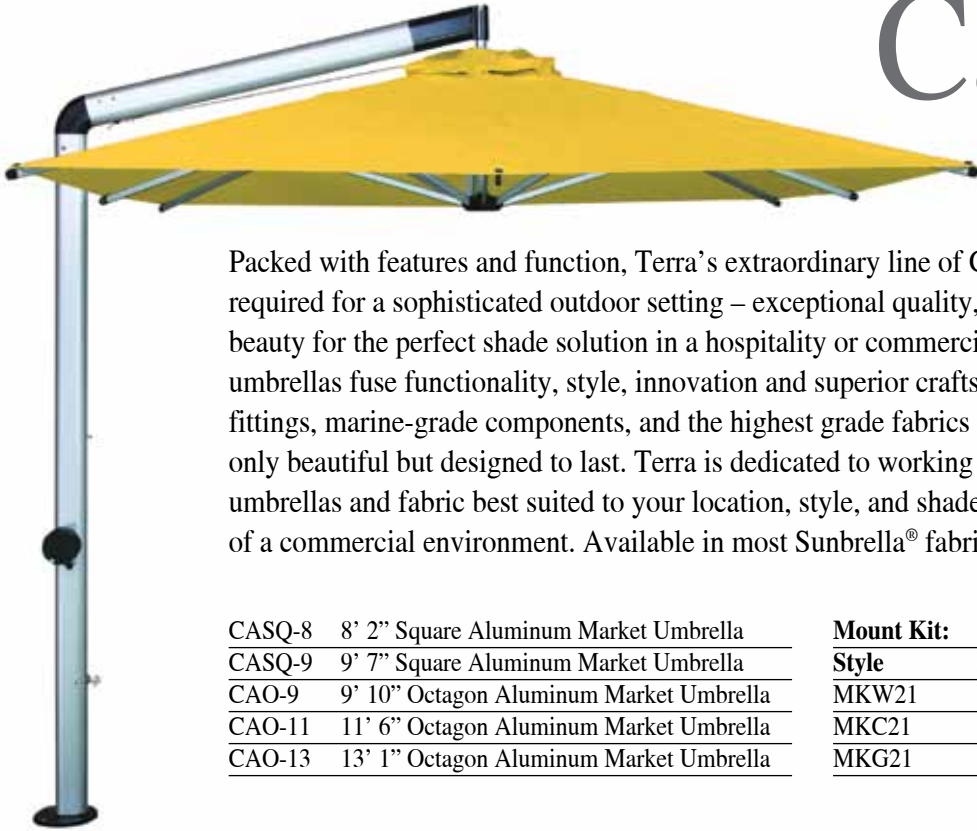 Packed with features and function, Terra’s extraordinary line of
required for a sophisticated outdoor setting – exceptional quality,
beauty for the perfect shade solution in a hospitality or
umbrellas fuse functionality, style, innovation and superior
fittings, marine-grade components, and the highest grade fabrics
only beautiful but designed to last. Terra is dedicated to working
umbrellas and fabric best suited to your location, style, and shade
of a commercial environment. Available in most Sunbrella®
CASQ-8 8’ 2” Square Aluminum Market Umbrella
CASQ-9 9’ 7” Square Aluminum Market Umbrella
CAO-9 9’ 10” Octagon Aluminum Market Umbrella
CAO-11 11’ 6” Octagon Aluminum Market Umbrella
CAO-13 13’ 1” Octagon Aluminum Market Umbrella
Mount Kit:
Style
MKW21
MKC21
MKG21